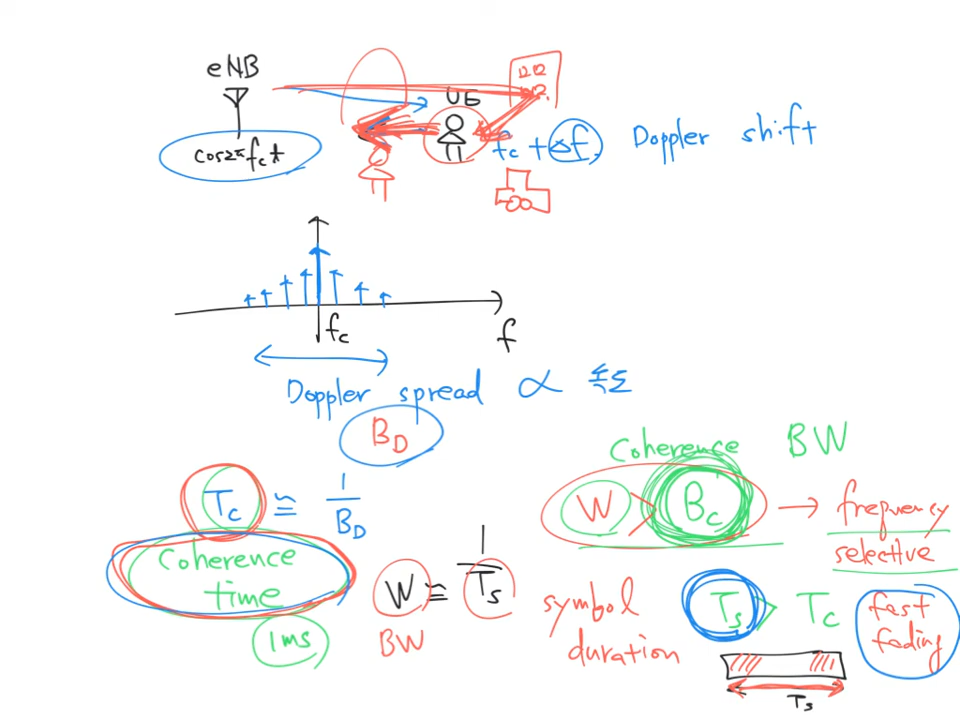 eNB
UE
cos2πfct
fc + Δf, Doppler shift
fc
f
Doppler spread ∝ 속도
BD
Coherence BW
Tc ≅ 1/BD
W > Bc → frequency selective
Coherence time
1ms
W ≅ 1/Ts
BW
symbol duration
Ts > Tc
fast fading
Ts